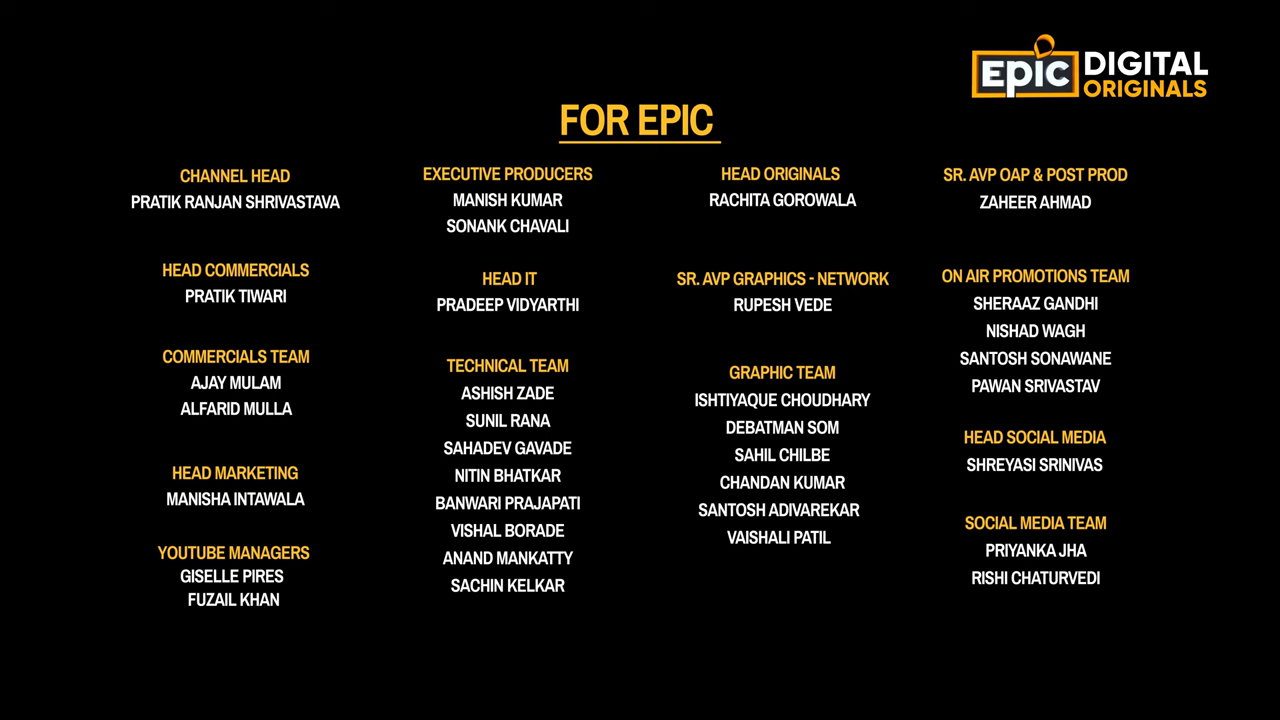 EPIC DIGITAL
ORIGINALS
FOR EPIC
CHANNEL HEAD
PRATIK RANJAN SHRIVASTAVA
HEAD COMMERCIALS
PRATIK TIWARI
COMMERCIALS TEAM
AJAY MULAM
ALFARID MULLA
HEAD MARKETING
MANISHA INTAWALA
YOUTUBE MANAGERS
GISELLE PIRES
FUZAIL KHAN
EXECUTIVE PRODUCERS
MANISH KUMAR
SONANK CHAVALI
HEAD IT
PRADEEP VIDYARTHI
TECHNICAL TEAM
ASHISH ZADE
SUNIL RANA
SAHADEV GAVADE
NITIN BHATKAR
BANWARI PRAJAPATI
VISHAL BORADE
ANAND MANKATTY
SACHIN KELKAR
HEAD ORIGINALS
RACHITA GOROWALA
SR. AVP GRAPHICS - NETWORK
RUPESH VEDE
GRAPHIC TEAM
ISHTIYAQUE CHOUDHARY
DEBATMAN SOM
SAHIL CHILBE
CHANDAN KUMAR
SANTOSH ADIVAREKAR
VAISHALI PATIL
SR. AVP OAP & POST PROD
ZAHEER AHMAD
ON AIR PROMOTIONS TEAM
SHERAAZ GANDHI
NISHAD WAGH
SANTOSH SONAWANE
PAWAN SRIVASTAV
HEAD SOCIAL MEDIA
SHREYASI SRINIVAS
SOCIAL MEDIA TEAM
PRIYANKA JHA
RISHI CHATURVEDI